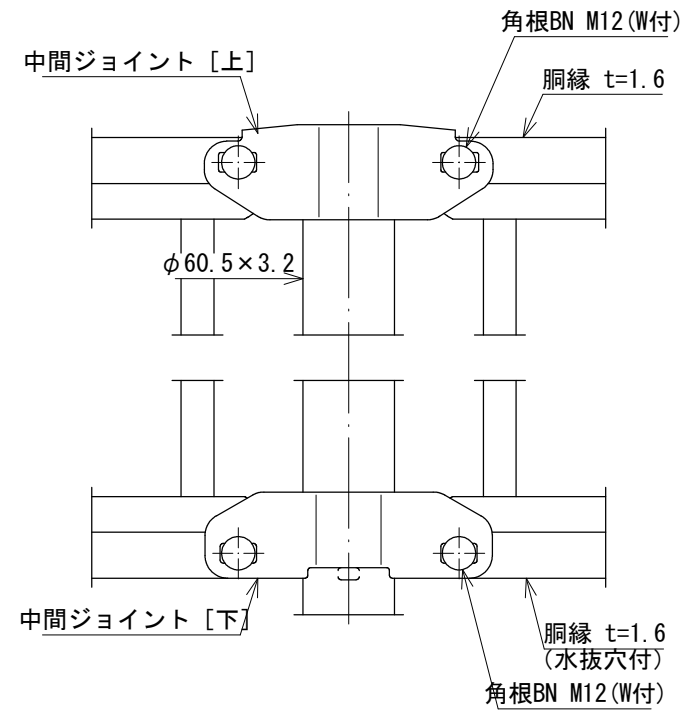 角根BN M12(W付)
中間ジョイント［上］
胴縁 t=1.6
φ60.5×3.2
中間ジョイント［下］
胴縁 t=1.6
(水抜穴付)
角根BN M12(W付)